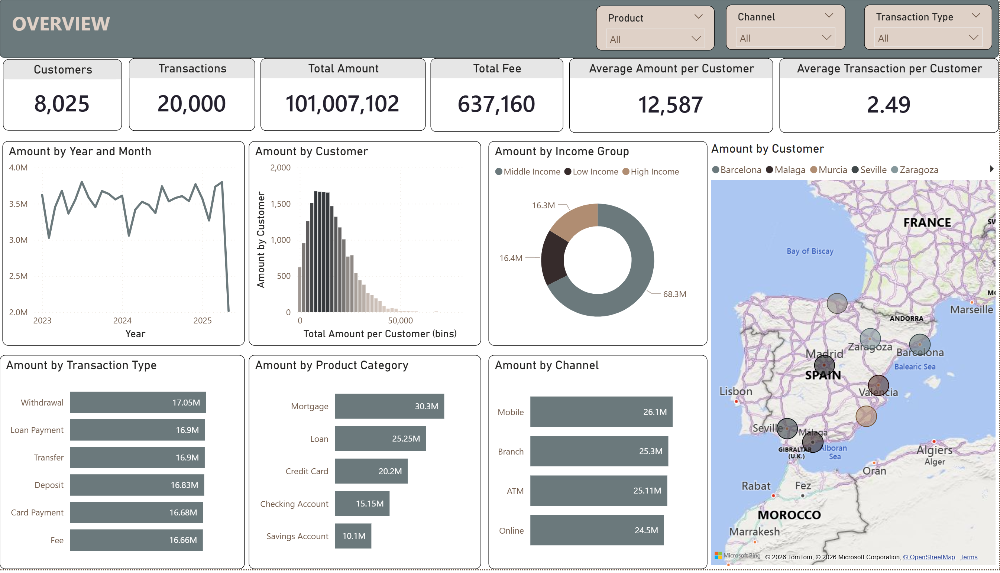 OVERVIEW
Product
All
Channel
All
Transaction Type
All
Customers
8,025
Transactions
20,000
Total Amount
101,007,102
Total Fee
637,160
Average Amount per Customer
12,587
Average Transaction per Customer
2.49
Amount by Year and Month
4.0M
3.5M
3.0M
2.5M
2.0M
2023 2024 2025
Year
Amount by Customer
Amount by Customer
2,000
1,500
1,000
500
0
0 50,000
Total Amount per Customer (bins)
Amount by Income Group
Middle Income Low Income High Income
16.3M
16.4M
68.3M
Amount by Customer
Barcelona Malaga Murcia Seville Zaragoza
FRANCE
SW
Bay of Biscay
MO
Marseille
ANDORRA
Zaragoza
Barcelona
Madrid
Balearic Sea
SPAIN
Valencia
Lisbon
Seville
Málaga
GIBRALTAR
(U.K.)
Alboran
Sea
Algiers
Alger
Oran
Rabat
Fez
MOROCCO
Marrakesh
Microsoft Bing
© 2026 TomTom, © 2026 Microsoft Corporation, © OpenStreetMap Terms
Amount by Transaction Type
Withdrawal 17.05M
Loan Payment 16.9M
Transfer 16.9M
Deposit 16.83M
Card Payment 16.68M
Fee 16.66M
Amount by Product Category
Mortgage 30.3M
Loan 25.25M
Credit Card 20.2M
Checking Account 15.15M
Savings Account 10.1M
Amount by Channel
Mobile 26.1M
Branch 25.3M
ATM 25.11M
Online 24.5M